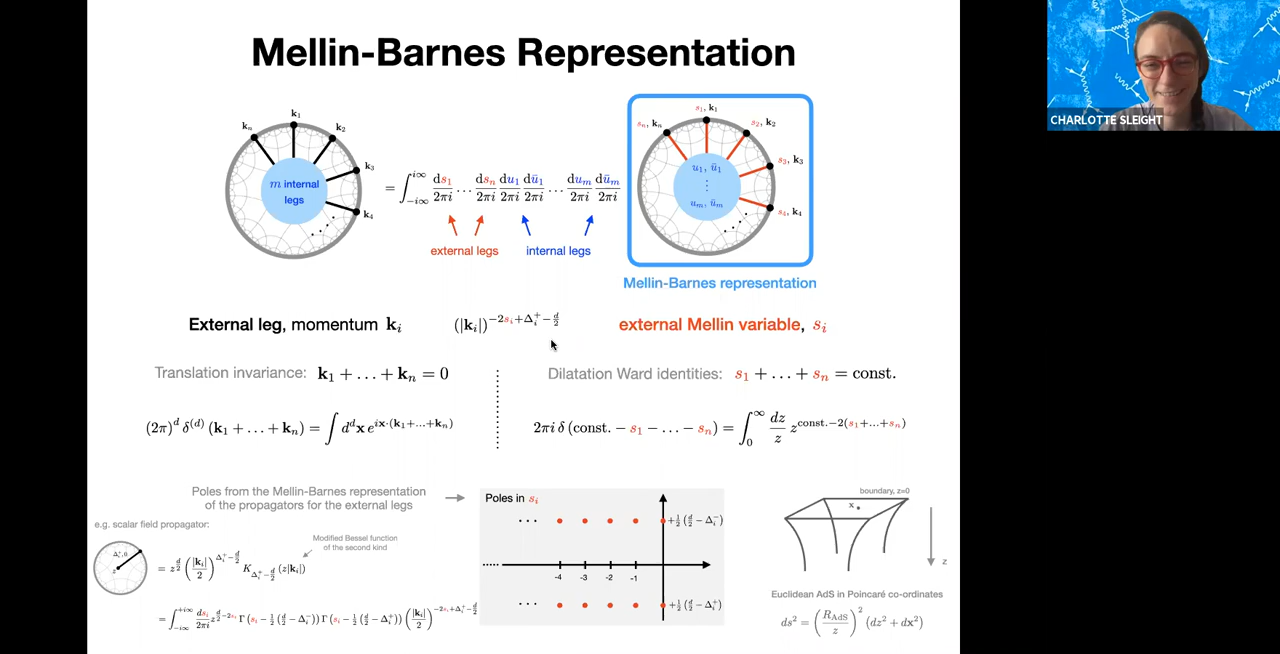 Mellin-Barnes Representation
CHARLOTTE SLEIGHT
k₁
kₙ
k₂
k₃
k₄
m internal
legs
= ∫_{-i∞}^{i∞} ds₁/2πi ⋯ dsₙ/2πi du₁/2πi dū₁/2πi ⋯ duₘ/2πi dūₘ/2πi
external legs
internal legs
s₁, k₁
sₙ, kₙ
s₂, k₂
s₃, k₃
s₄, k₄
u₁, ū₁
⋮
uₘ, ūₘ
Mellin-Barnes representation
External leg, momentum kᵢ
(|kᵢ|)^{-2sᵢ+Δᵢ⁺-d/2}
external Mellin variable, sᵢ
Translation invariance: k₁ + … + kₙ = 0
Dilatation Ward identities: s₁ + … + sₙ = const.
(2π)^d δ^{(d)} (k₁ + … + kₙ) = ∫ d^d x e^{ix·(k₁+…+kₙ)}
2πi δ (const. − s₁ − … − sₙ) = ∫₀^∞ dz/z z^{const.−2(s₁+…+sₙ)}
Poles from the Mellin-Barnes representation
of the propagators for the external legs
e.g. scalar field propagator:
Modified Bessel function
of the second kind
Δᵢ⁺,0
z
= z^{d/2} (|kᵢ|/2)^{Δᵢ⁺-d/2} K_{Δᵢ⁺-d/2} (z|kᵢ|)
= ∫_{-i∞}^{+i∞} dsᵢ/2πi z^{d/2-2sᵢ} Γ (sᵢ − ½ (d/2 − Δᵢ⁻)) Γ (sᵢ − ½ (d/2 − Δᵢ⁺)) (|kᵢ|/2)^{-2sᵢ+Δᵢ⁺-d/2}
Poles in sᵢ
+½ (d/2 − Δᵢ⁻)
-4 -3 -2 -1
+½ (d/2 − Δᵢ⁺)
boundary, z=0
x
z
Euclidean AdS in Poincaré co-ordinates
ds² = (R_AdS/z)² (dz² + dx²)